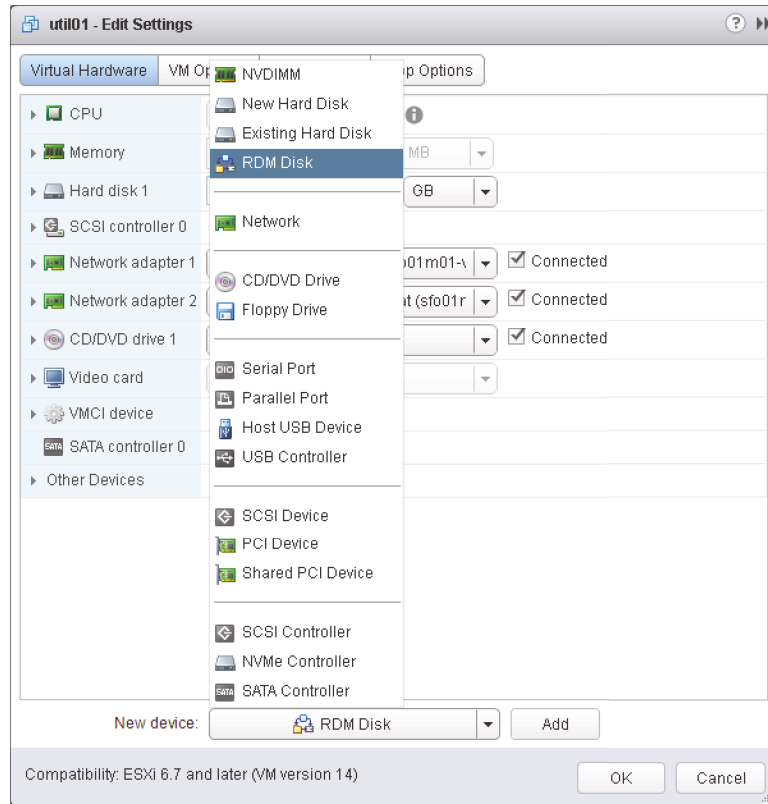 util01 - Edit Settings
Virtual Hardware VM Op p Options
CPU
Memory MB
Hard disk 1 GB
SCSI controller 0
Network adapter 1 01m01-v Connected
Network adapter 2 at (sfo01r Connected
CD/DVD drive 1 Connected
Video card
VMCI device
SATA controller 0
Other Devices
NVDIMM
New Hard Disk
Existing Hard Disk
RDM Disk
Network
CD/DVD Drive
Floppy Drive
Serial Port
Parallel Port
Host USB Device
USB Controller
SCSI Device
PCI Device
Shared PCI Device
SCSI Controller
NVMe Controller
SATA Controller
New device: RDM Disk Add
Compatibility: ESXi 6.7 and later (VM version 14) OK Cancel